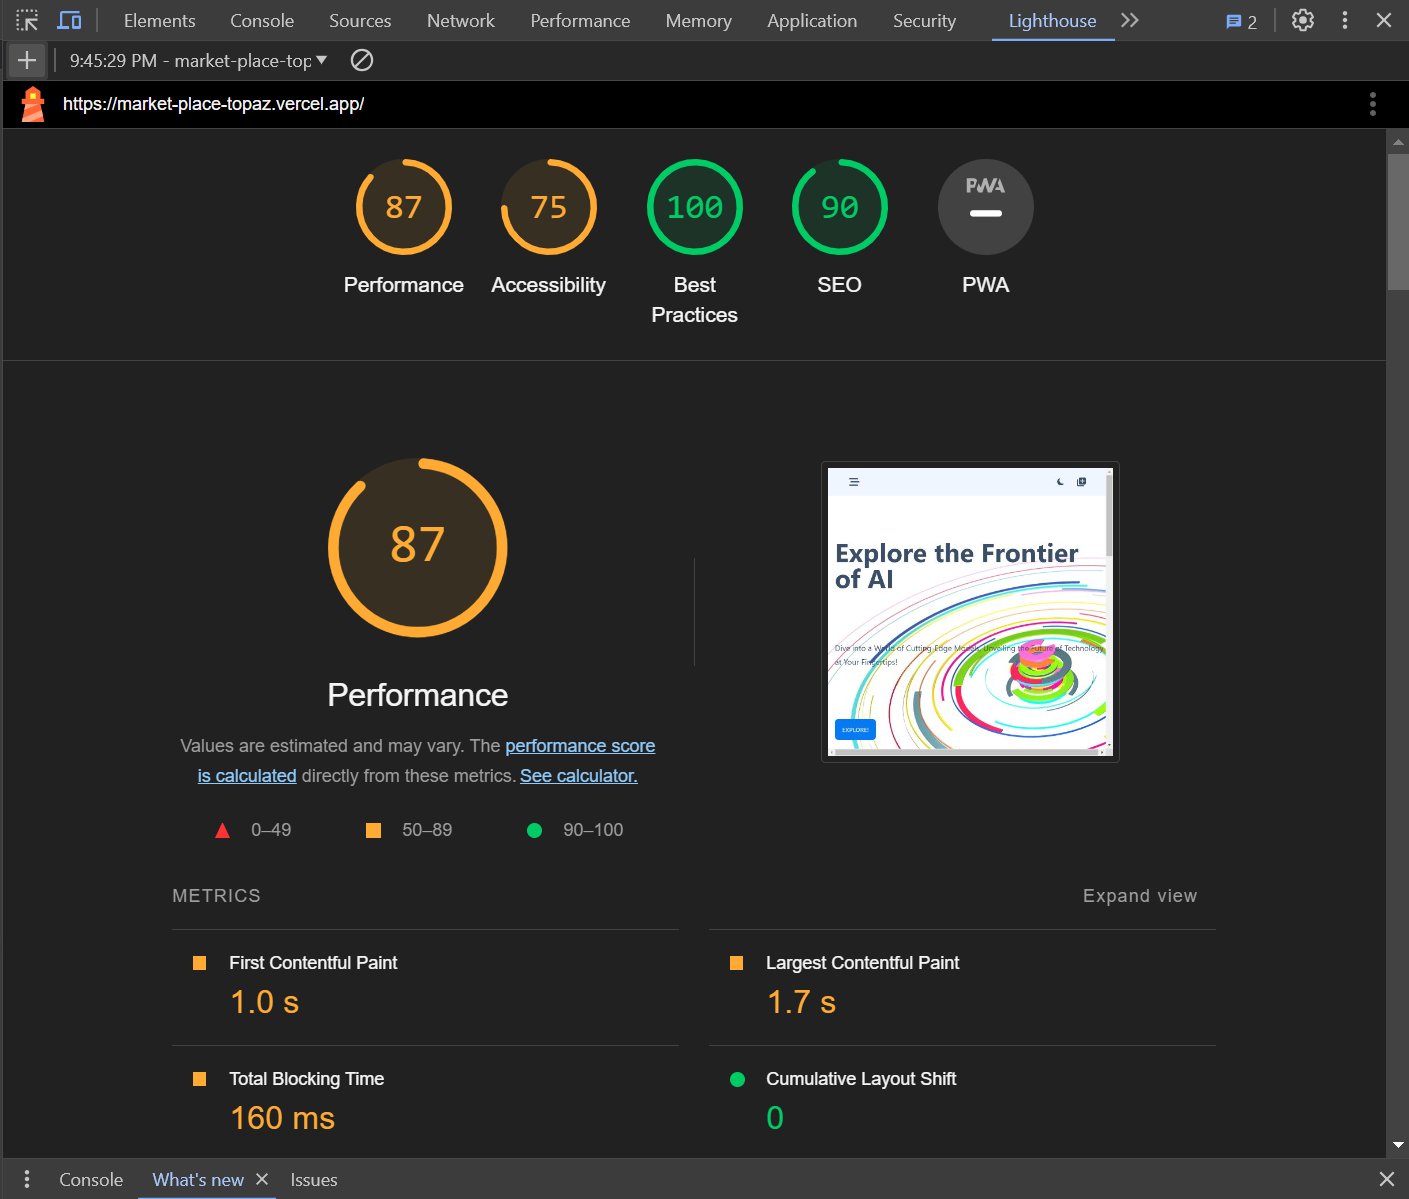 Elements Console Sources Network Performance Memory Application Security Lighthouse 2
9:45:29 PM - market-place-top
https://market-place-topaz.vercel.app/
87 75 100 90 PWA
Performance Accessibility Best Practices SEO PWA
87
Performance
Values are estimated and may vary. The performance score
is calculated directly from these metrics. See calculator.
0–49 50–89 90–100
Explore the Frontier
of AI
Dive into a World of Cutting-Edge Models, Unveiling the Future of Technology
at Your Fingertips!
EXPLORE!
METRICS Expand view
First Contentful Paint
1.0 s
Largest Contentful Paint
1.7 s
Total Blocking Time
160 ms
Cumulative Layout Shift
0
Console What's new Issues